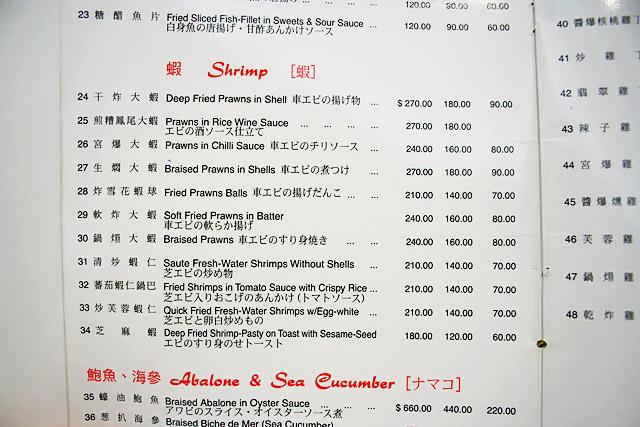 23 糖醋魚片 Fried Sliced Fish-Fillet in Sweets & Sour Sauce ... 120.00 90.00 60.00
白身魚の唐揚げ・甘酢あんかけソース
蝦 Shrimp [蝦]
24 干炸大蝦 Deep Fried Prawns in Shell 車エビの揚げ物 ... $ 270.00 180.00 90.00
25 煎糟鳳尾大蝦 Prawns in Rice Wine Sauce ... ... 270.00 180.00
エビの酒ソース仕立て
26 宮爆大蝦 Prawns in Chilli Sauce 車エビのチリソース ... 240.00 160.00 80.00
27 生燜大蝦 Braised Prawns in Shells 車エビの煮つけ ... 270.00 180.00 90.00
28 炸雪花蝦球 Fried Prawns Balls 車エビの揚げだんご ... ... 210.00 140.00 70.00
29 軟炸大蝦 Soft Fried Prawns in Batter 240.00 160.00 80.00
車エビの軟らか揚げ
30 鍋焗大蝦 Braised Prawns 車エビのすり身焼き ... ... 240.00 160.00 80.00
31 清炒蝦仁 Saute Fresh-Water Shrimps Without Shells ... 210.00 140.00 70.00
芝エビの炒め物
32 蕃茄蝦仁鍋巴 Fried Shrimps in Tomato Sauce with Crispy Rice ... 210.00 140.00 70.00
芝エビ入りおこげのあんかけ (トマトソース)
33 炒芙蓉蝦仁 Quick Fried Fresh-Water Shrimps w/Egg-white ... 210.00 140.00 70.00
芝エビと卵白炒めもの
34 芝麻蝦 Deep Fried Shrimp-Pasty on Toast with Sesame-Seed 180.00 120.00 60.00
エビのすり身のせトースト
鮑魚、海參 Abalone & Sea Cucumber [ナマコ]
35 蠔油鮑魚 Braised Abalone in Oyster Sauce ... ... ... $ 660.00 440.00 220.00
アワビのスライス・オイスターソース煮
36 葱扒海參 Braised Biche de Mer (Sea Cucumber)
40 醬爆核桃雞丁
41 炒雞
42 翡翠雞
43 辣子雞
44 宮爆雞
45 醬爆燻雞
46 芙蓉雞
47 鍋焗雞
48 乾炸雞